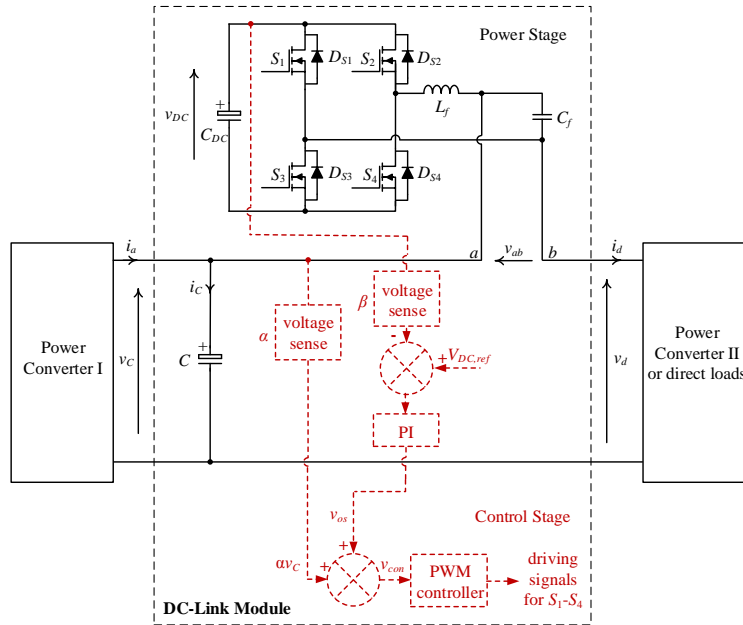 Power Stage
S1
DS1
S2
DS2
vDC
+
CDC
Lf
Cf
S3
DS3
S4
DS4
ia
a
vab
b
id
iC
α
voltage
sense
β
voltage
sense
-
+
VDC,ref
Power
Converter I
vC
+
C
vd
Power
Converter II
or direct loads
PI
vos
Control Stage
+
αvC
+
vcon
PWM
controller
driving
signals
for S1-S4
DC-Link Module